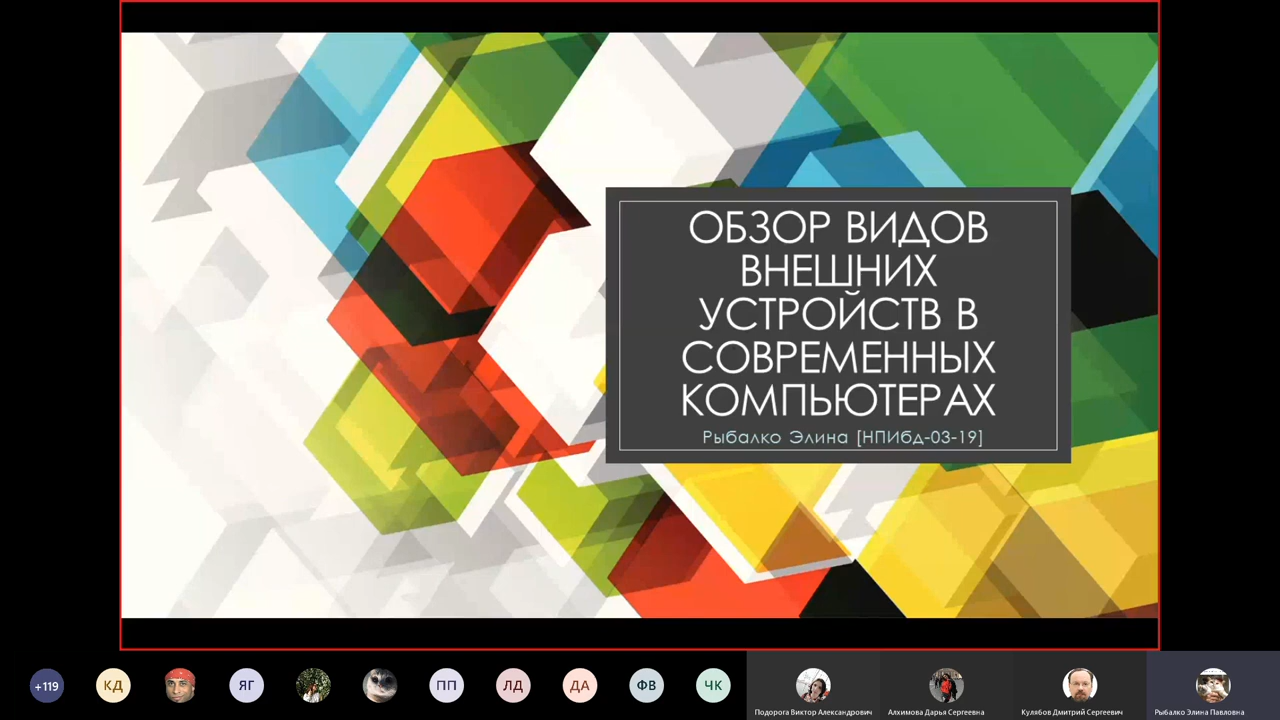 ОБЗОР ВИДОВ
ВНЕШНИХ
УСТРОЙСТВ В
СОВРЕМЕННЫХ
КОМПЬЮТЕРАХ
Рыбалко Элина [НПИбд-03-19]
+119
КД
ЯГ
ПП
ЛД
ДА
ФВ
ЧК
Подорога Виктор Александрович
Алхимова Дарья Сергеевна
Кулябов Дмитрий Сергеевич
Рыбалко Элина Павловна